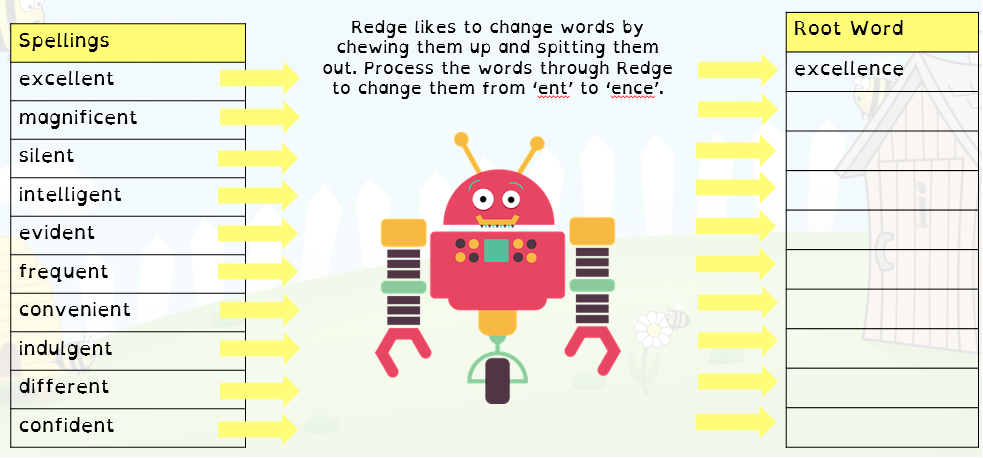 Spellings
excellent
magnificent
silent
intelligent
evident
frequent
convenient
indulgent
different
confident
Redge likes to change words by
chewing them up and spitting them
out. Process the words through Redge
to change them from ‘ent’ to ‘ence’.
Root Word
excellence